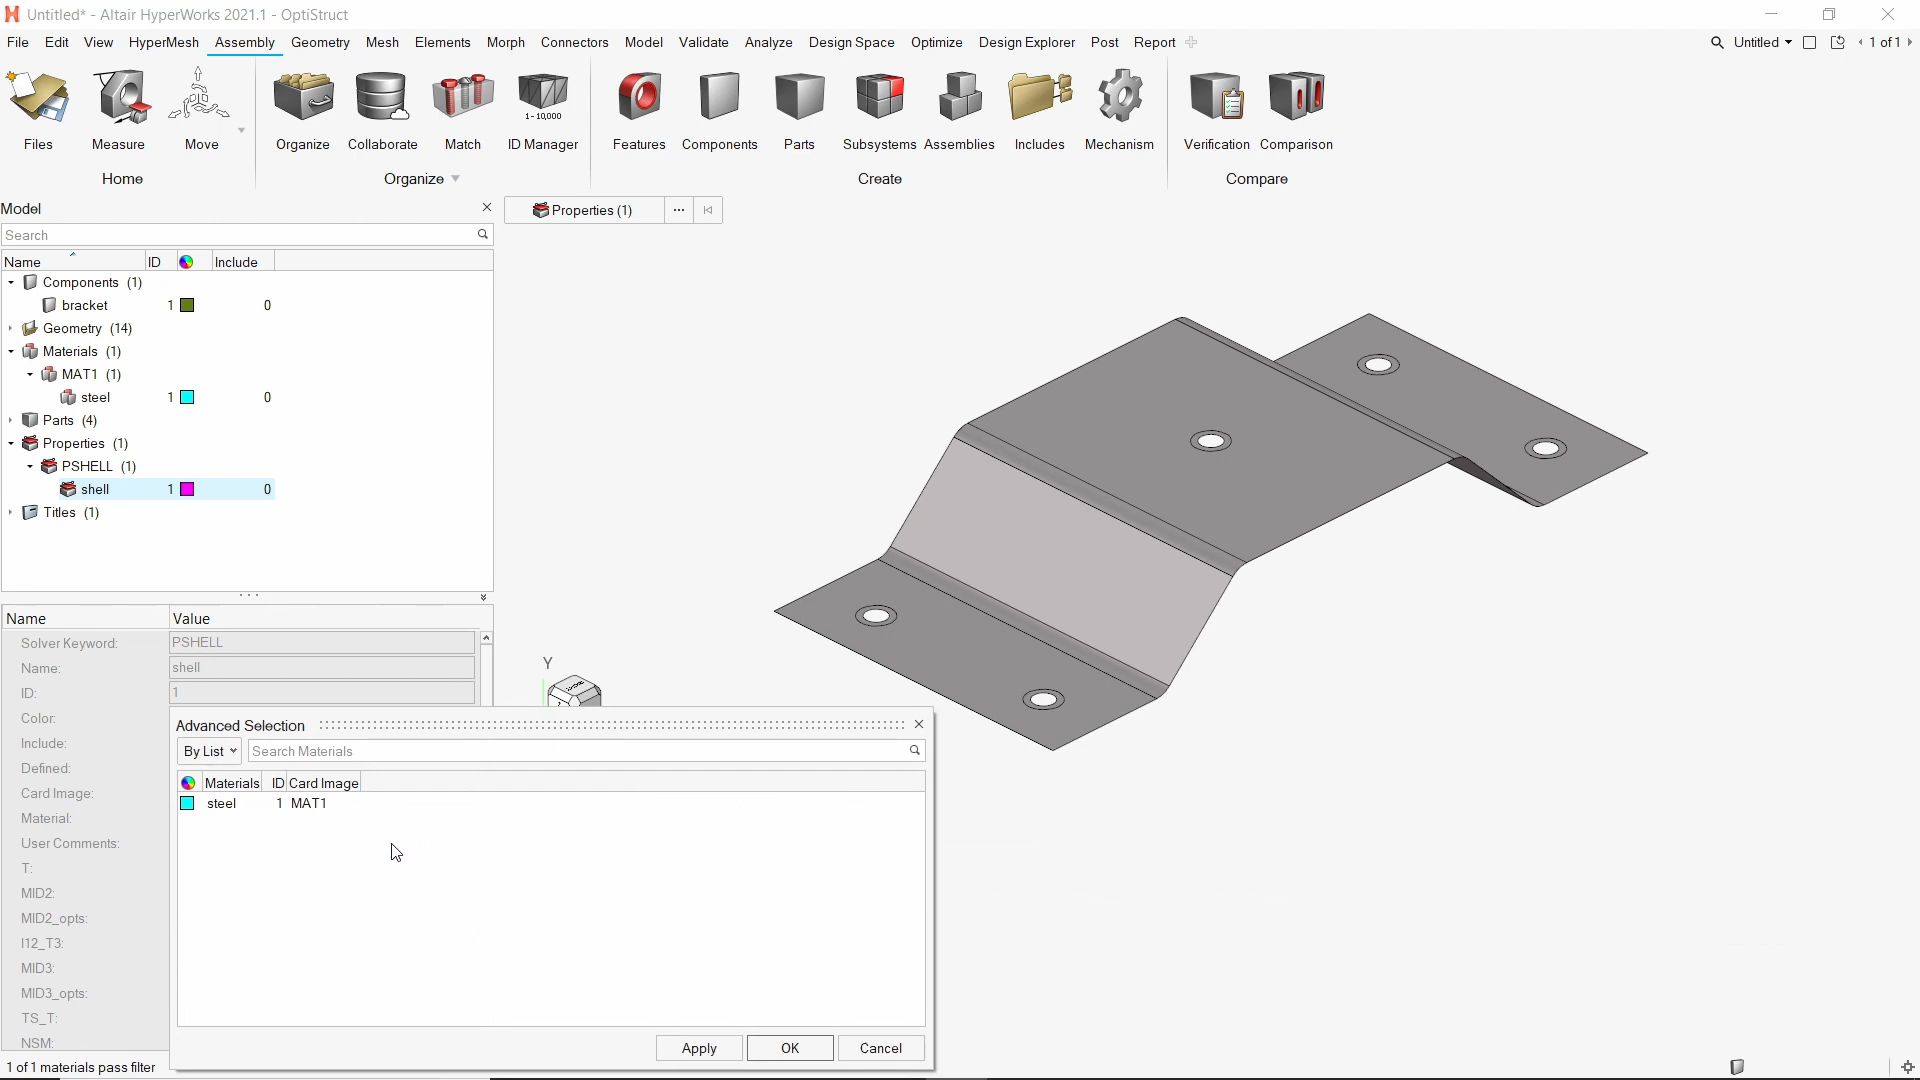 Untitled* - Altair HyperWorks 2021.1 - OptiStruct
File Edit View HyperMesh Assembly Geometry Mesh Elements Morph Connectors Model Validate Analyze Design Space Optimize Design Explorer Post Report Untitled 1 of 1
1-10,000
Files Measure Move Organize Collaborate Match ID Manager Features Components Parts Subsystems Assemblies Includes Mechanism Verification Comparison
Home Organize Create Compare
Model
Properties (1) ...
Search
Name ID Include
Components (1)
bracket 1 0
Geometry (14)
Materials (1)
MAT1 (1)
steel 1 0
Parts (4)
Properties (1)
PSHELL (1)
shell 1 0
Titles (1)
Name Value
Solver Keyword: PSHELL
Name: shell
ID: 1
Color:
Include:
Defined:
Card Image:
Material:
User Comments:
T:
MID2:
MID2_opts:
I12_T3:
MID3:
MID3_opts:
TS_T:
NSM:
Y
Advanced Selection
By List Search Materials
Materials ID Card Image
steel 1 MAT1
Apply OK Cancel
1 of 1 materials pass filter